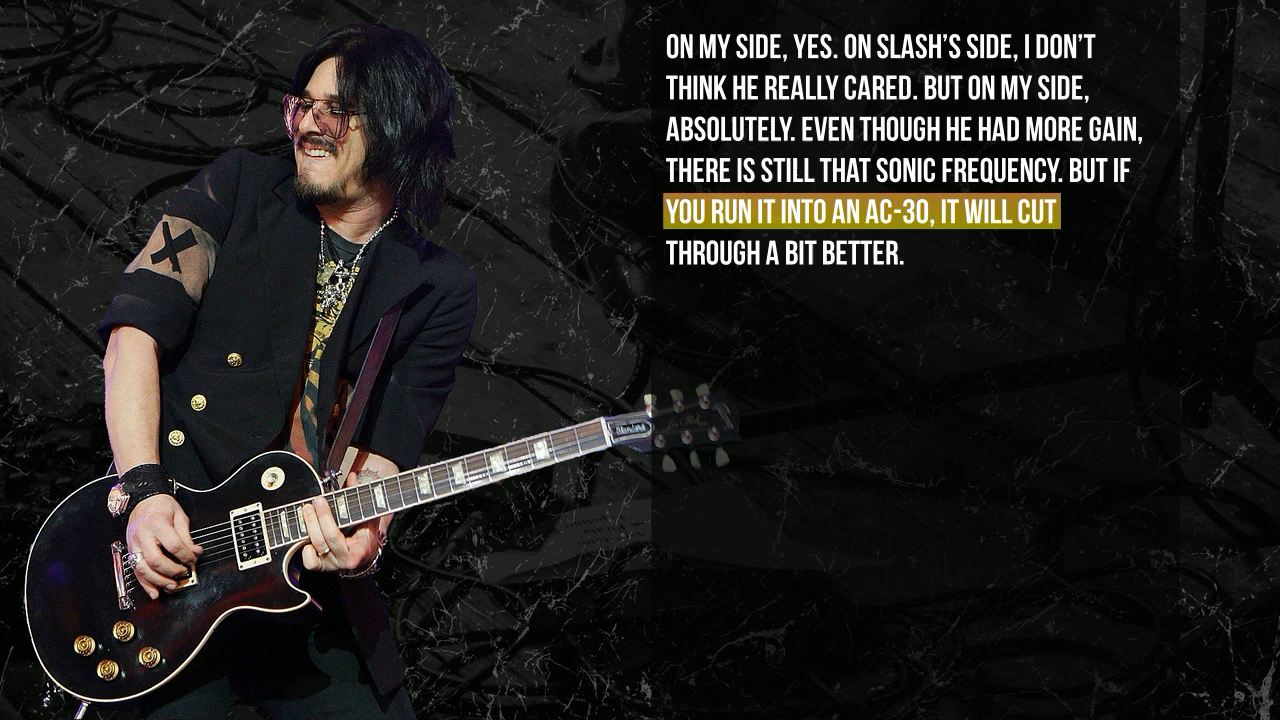 ON MY SIDE, YES. ON SLASH’S SIDE, I DON’T
THINK HE REALLY CARED. BUT ON MY SIDE,
ABSOLUTELY. EVEN THOUGH HE HAD MORE GAIN,
THERE IS STILL THAT SONIC FREQUENCY. BUT IF
YOU RUN IT INTO AN AC-30, IT WILL CUT
THROUGH A BIT BETTER.